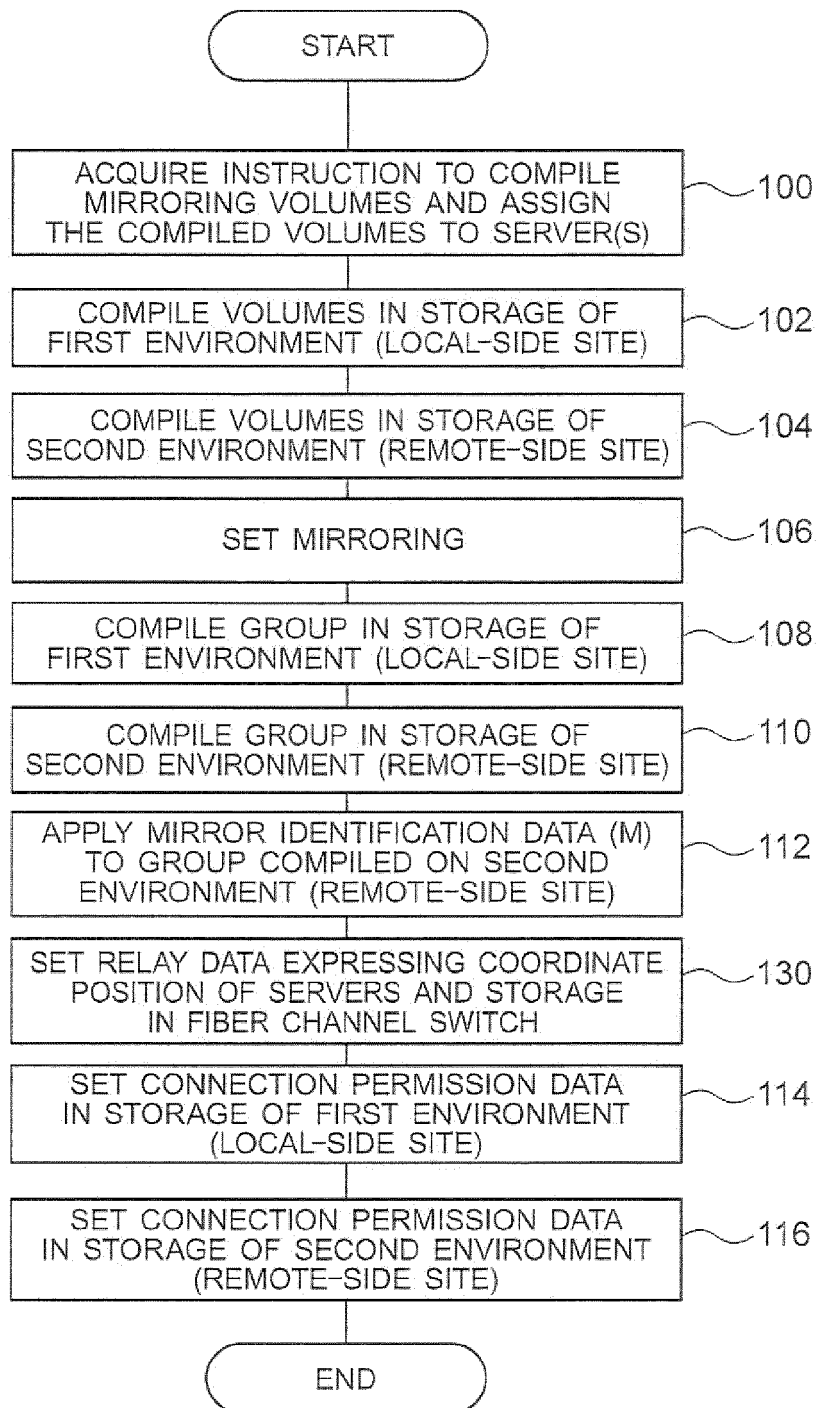 START
ACQUIRE INSTRUCTION TO COMPILE
MIRRORING VOLUMES AND ASSIGN
THE COMPILED VOLUMES TO SERVER(S)
100
COMPILE VOLUMES IN STORAGE OF
FIRST ENVIRONMENT (LOCAL-SIDE SITE)
102
COMPILE VOLUMES IN STORAGE OF
SECOND ENVIRONMENT (REMOTE-SIDE SITE)
104
SET MIRRORING
106
COMPILE GROUP IN STORAGE OF
FIRST ENVIRONMENT (LOCAL-SIDE SITE)
108
COMPILE GROUP IN STORAGE OF
SECOND ENVIRONMENT (REMOTE-SIDE SITE)
110
APPLY MIRROR IDENTIFICATION DATA (M)
TO GROUP COMPILED ON SECOND
ENVIRONMENT (REMOTE-SIDE SITE)
112
SET RELAY DATA EXPRESSING COORDINATE
POSITION OF SERVERS AND STORAGE
IN FIBER CHANNEL SWITCH
130
SET CONNECTION PERMISSION DATA
IN STORAGE OF FIRST ENVIRONMENT
(LOCAL-SIDE SITE)
114
SET CONNECTION PERMISSION DATA
IN STORAGE OF SECOND ENVIRONMENT
(REMOTE-SIDE SITE)
116
END